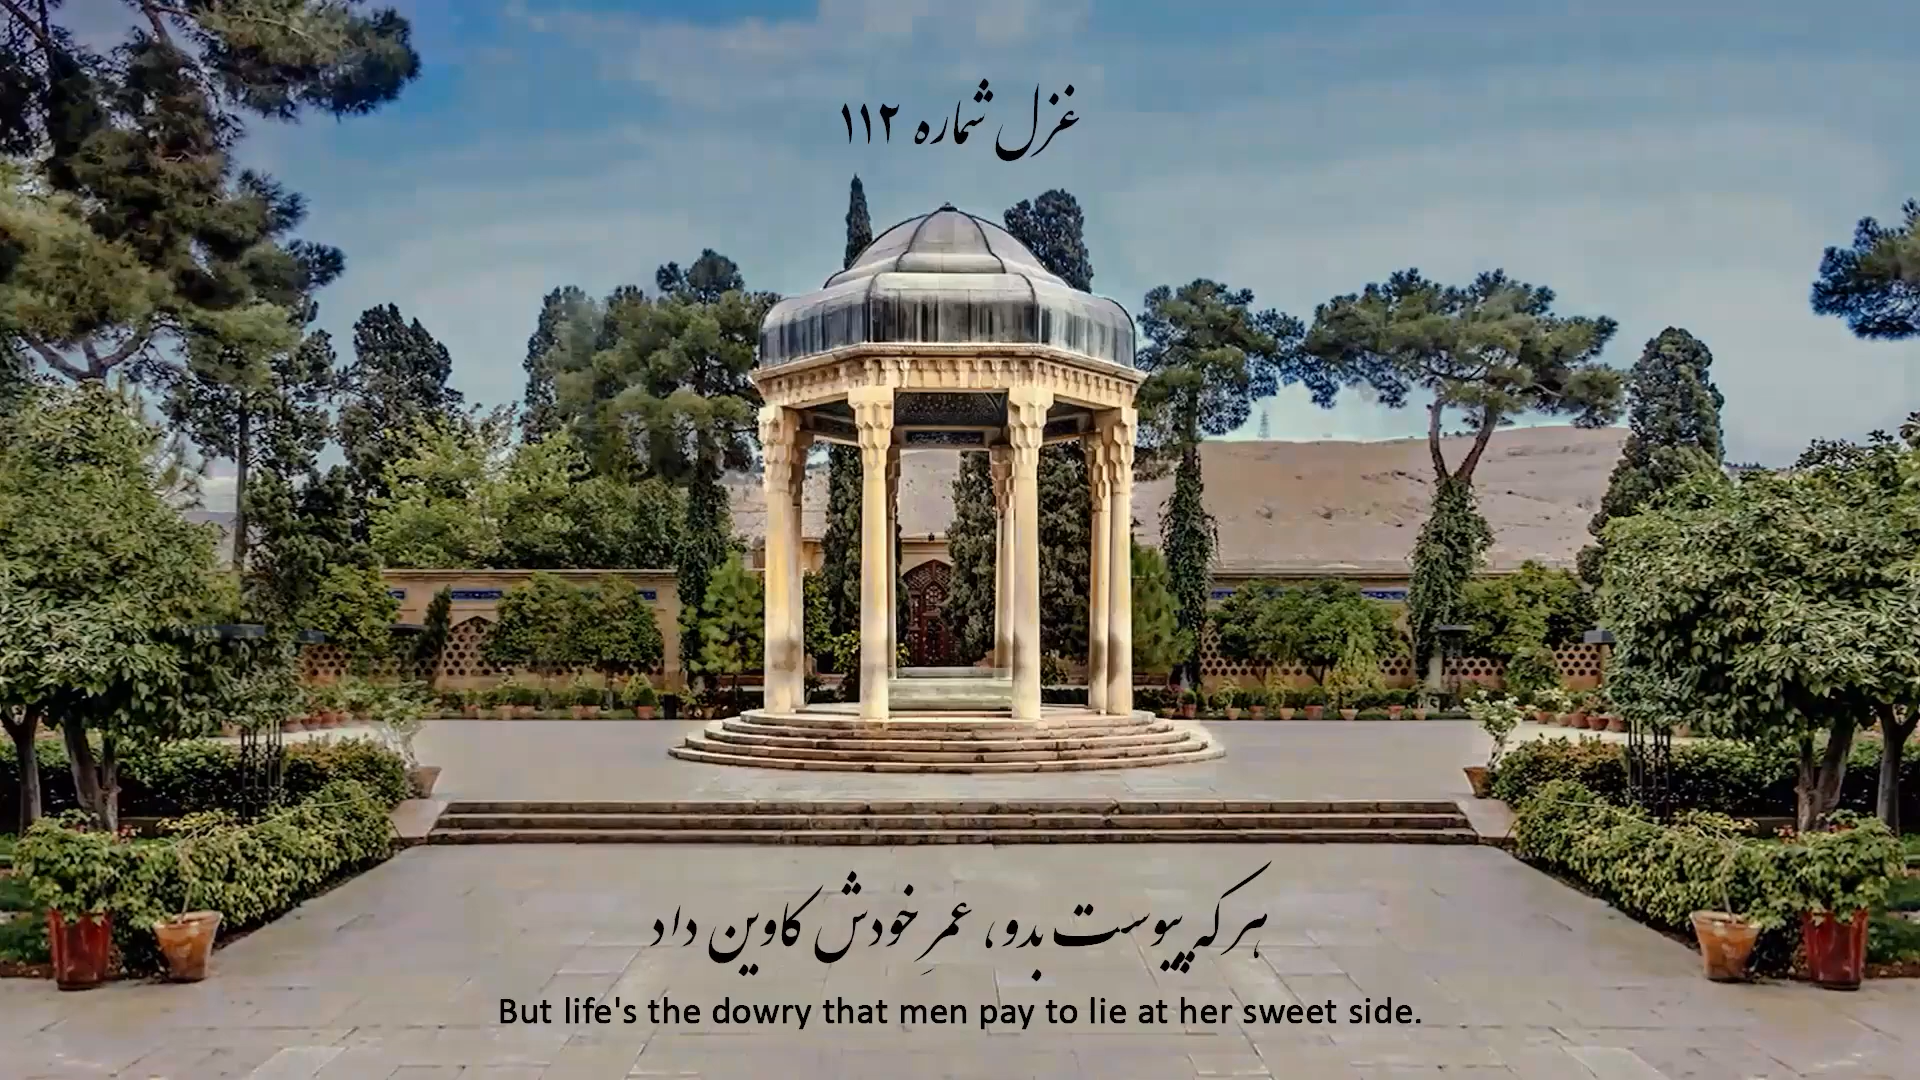 غزل شماره ۱۱۲
هر که پیوست بدو، عمرِ خودش کاوین داد
But life's the dowry that men pay to lie at her sweet side.